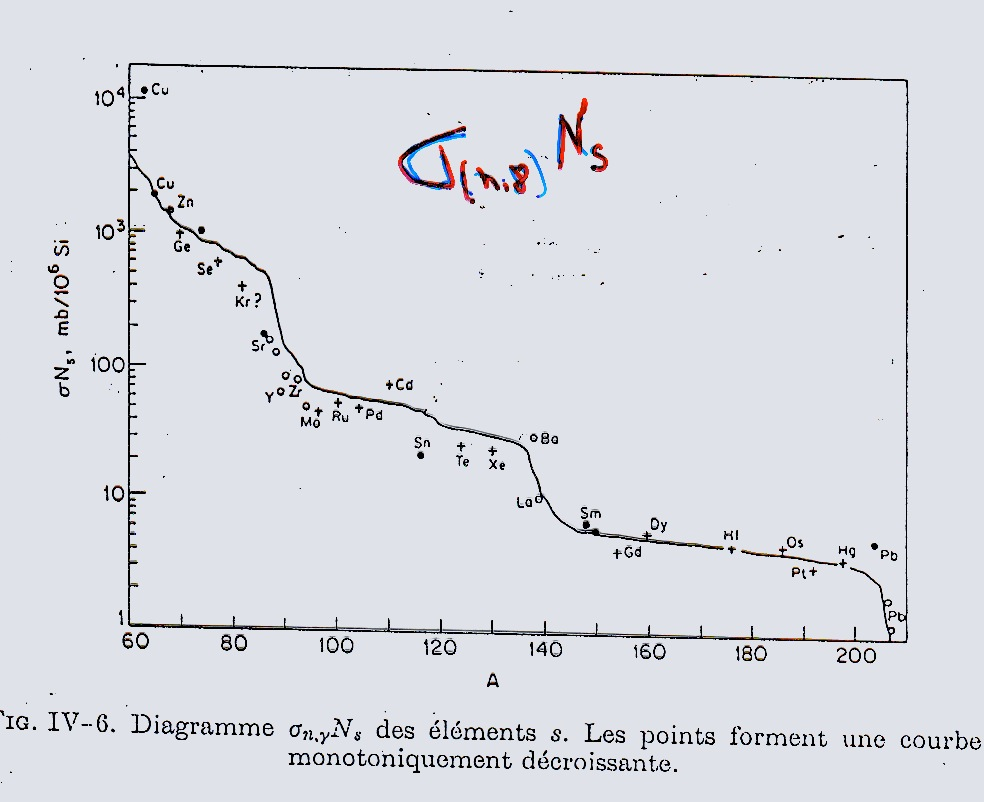 σ(n,γ) Ns
10⁴
Cu
Cu
Zn
10³
Ge
Se
Kr?
σNs, mb/10⁶ Si
Sr
100
Cd
Y
Zr
Mo
Ru
Pd
Sn
Ba
Te
Xe
10
La
Sm
Dy
Gd
Hf
Os
Hg
Pb
Pt
Pb
1
60
80
100
120
140
160
180
200
A
FIG. IV-6. Diagramme σn,γNs des éléments s. Les points forment une courbe
monotoniquement décroissante.